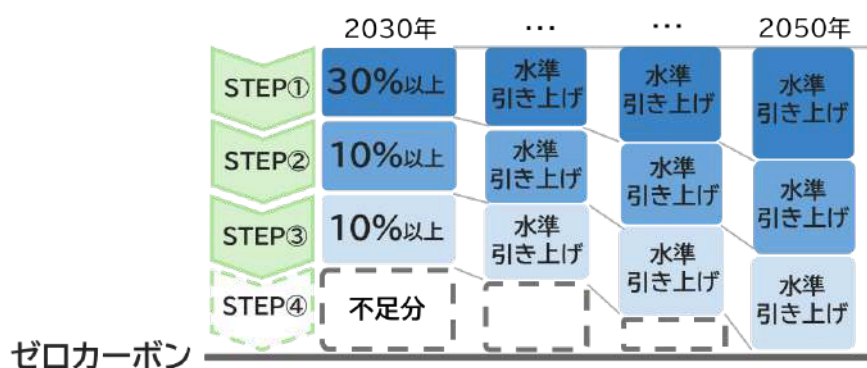 2030年 … … 2050年
STEP① 30%以上 水準 水準 水準
引き上げ 引き上げ 引き上げ
STEP② 10%以上 水準 水準 水準
引き上げ 引き上げ 引き上げ
STEP③ 10%以上 水準 水準 水準
引き上げ 引き上げ 引き上げ
STEP④ 不足分
ゼロカーボン